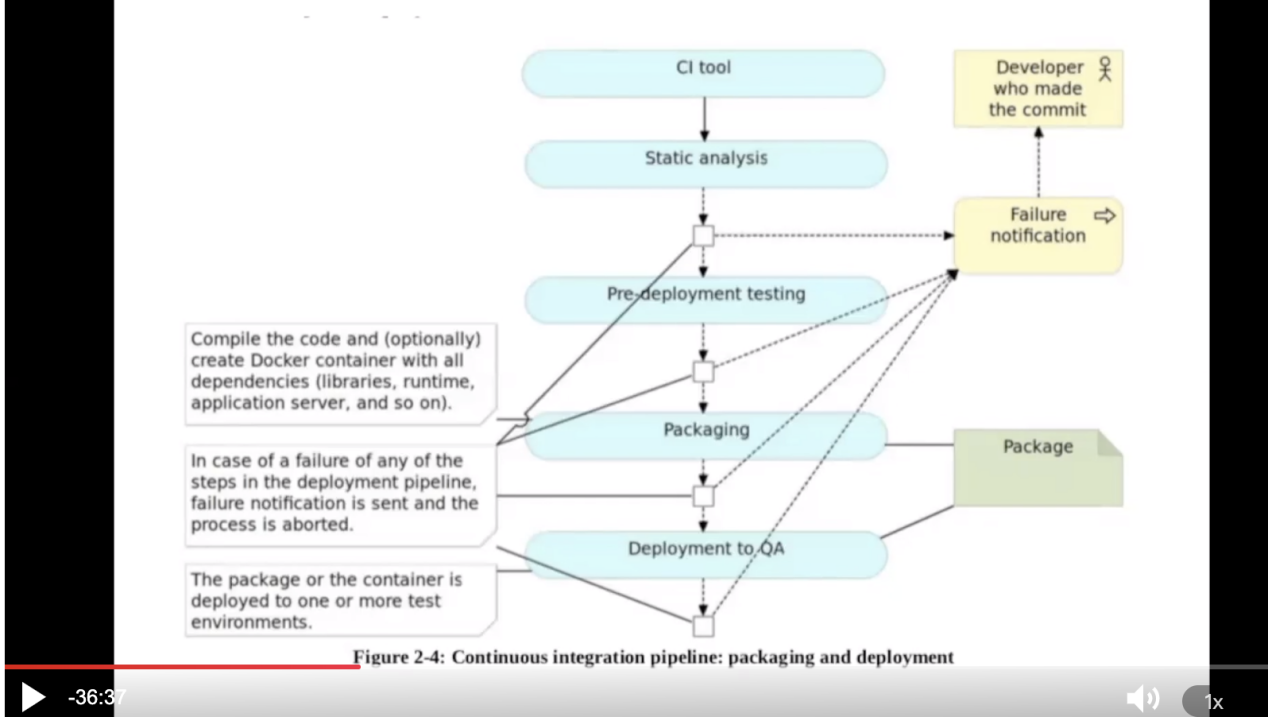 CI tool
Developer
who made
the commit
Static analysis
Failure
notification
Pre-deployment testing
Compile the code and (optionally)
create Docker container with all
dependencies (libraries, runtime,
application server, and so on).
Packaging
Package
In case of a failure of any of the
steps in the deployment pipeline,
failure notification is sent and the
process is aborted.
Deployment to QA
The package or the container is
deployed to one or more test
environments.
Figure 2-4: Continuous integration pipeline: packaging and deployment
-36:37
1x